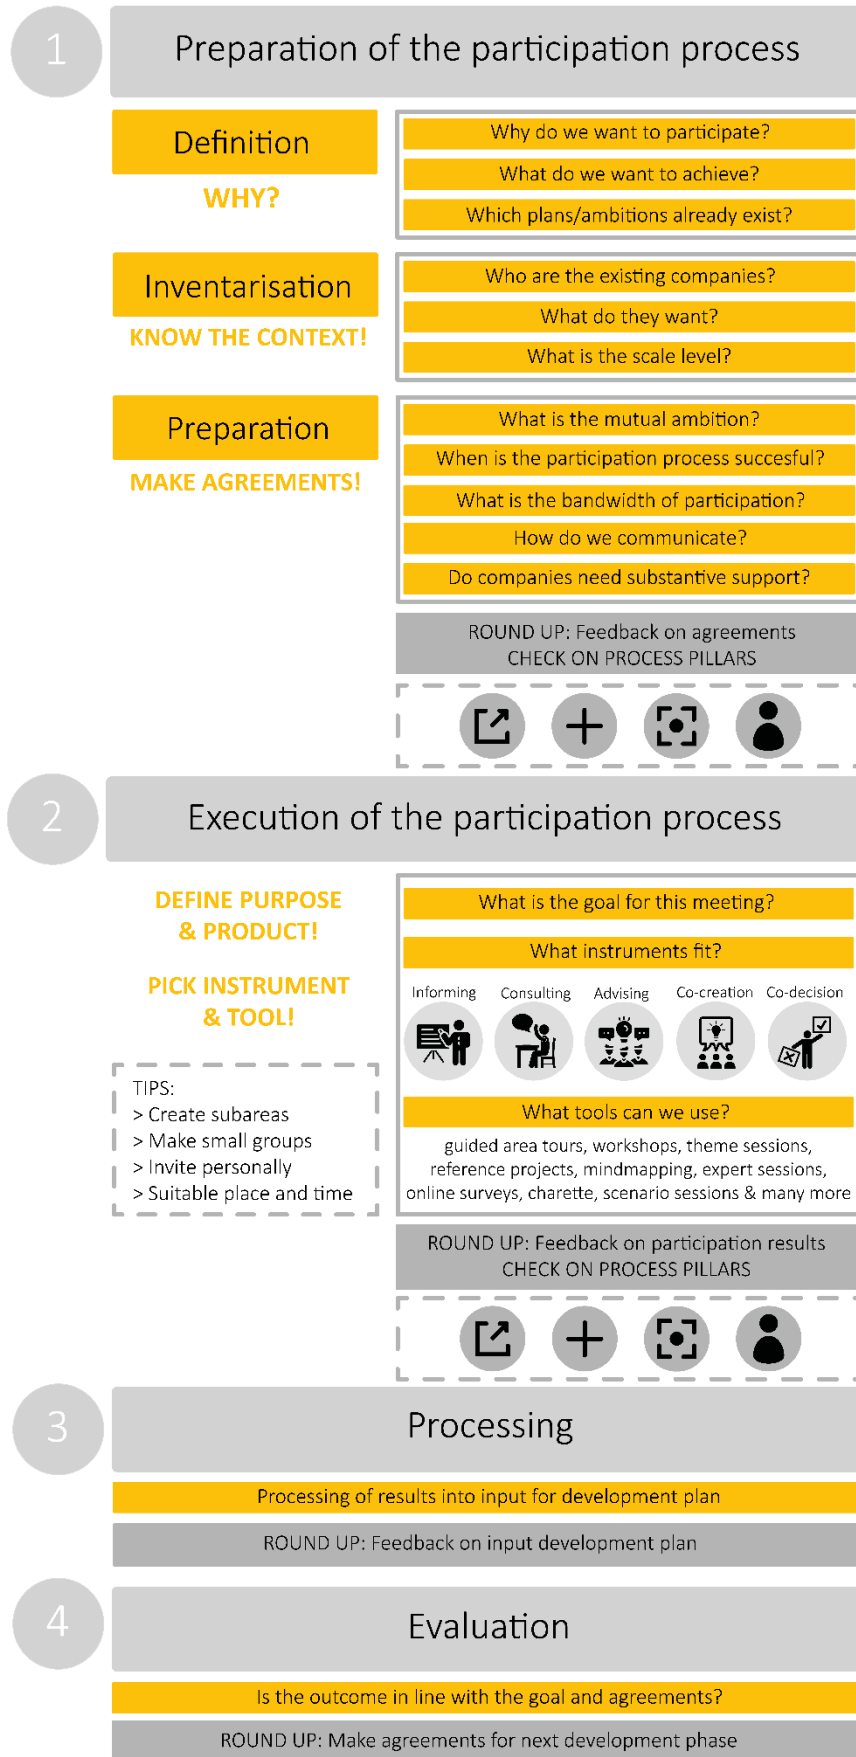 1
Preparation of the participation process
Definition
WHY?
Why do we want to participate?
What do we want to achieve?
Which plans/ambitions already exist?
Inventarisation
KNOW THE CONTEXT!
Who are the existing companies?
What do they want?
What is the scale level?
Preparation
MAKE AGREEMENTS!
What is the mutual ambition?
When is the participation process succesful?
What is the bandwidth of participation?
How do we communicate?
Do companies need substantive support?
ROUND UP: Feedback on agreements
CHECK ON PROCESS PILLARS
2
Execution of the participation process
DEFINE PURPOSE
& PRODUCT!
PICK INSTRUMENT
& TOOL!
TIPS:
> Create subareas
> Make small groups
> Invite personally
> Suitable place and time
What is the goal for this meeting?
What instruments fit?
Informing Consulting Advising Co-creation Co-decision
What tools can we use?
guided area tours, workshops, theme sessions,
reference projects, mindmapping, expert sessions,
online surveys, charette, scenario sessions & many more
ROUND UP: Feedback on participation results
CHECK ON PROCESS PILLARS
3
Processing
Processing of results into input for development plan
ROUND UP: Feedback on input development plan
4
Evaluation
Is the outcome in line with the goal and agreements?
ROUND UP: Make agreements for next development phase